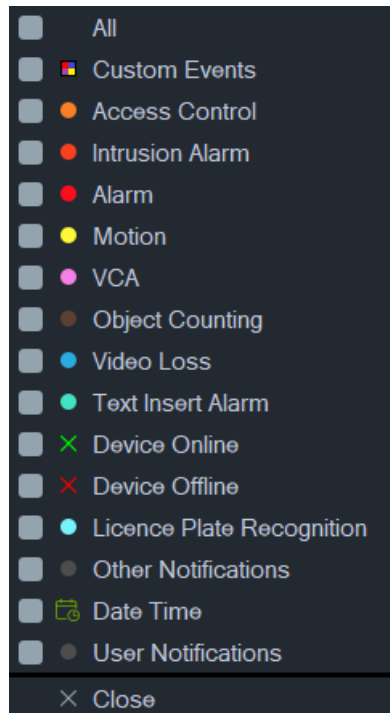 All
Custom Events
Access Control
Intrusion Alarm
Alarm
Motion
VCA
Object Counting
Video Loss
Text Insert Alarm
Device Online
Device Offline
Licence Plate Recognition
Other Notifications
Date Time
User Notifications
Close